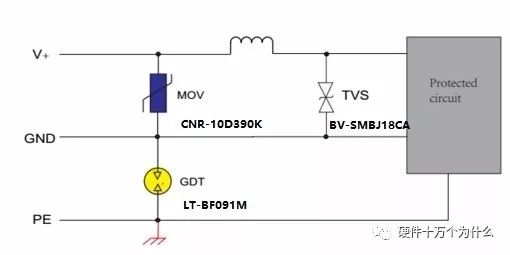 V+
MOV
TVS
Protected
circuit
CNR-10D390K
BV-SMBJ18CA
GND
GDT
LT-BF091M
PE
硬件十万个为什么